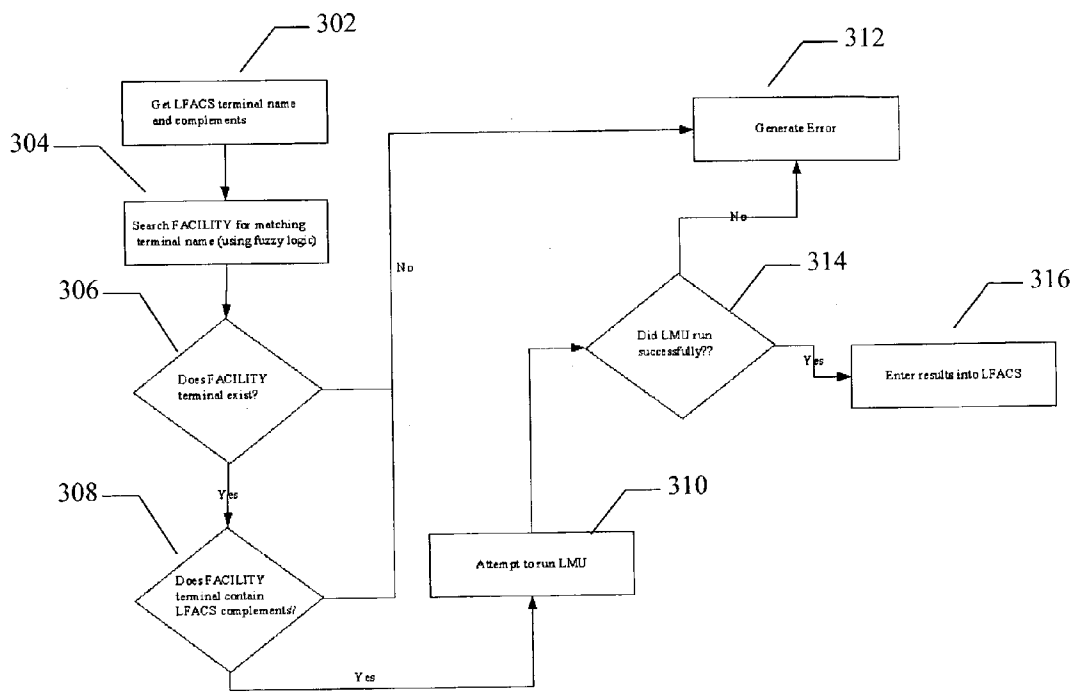 302
Get LFACS terminal name
and complements
304
Search FACILITY for matching
terminal name (using fuzzy logic)
306
Does FACILITY
terminal exist?
No
Yes
308
Does FACILITY
terminal contain
LFACS complements?
Yes
310
Attempt to run LMU
312
Generate Error
No
314
Did LMU run
successfully??
Yes
316
Enter results into LFACS